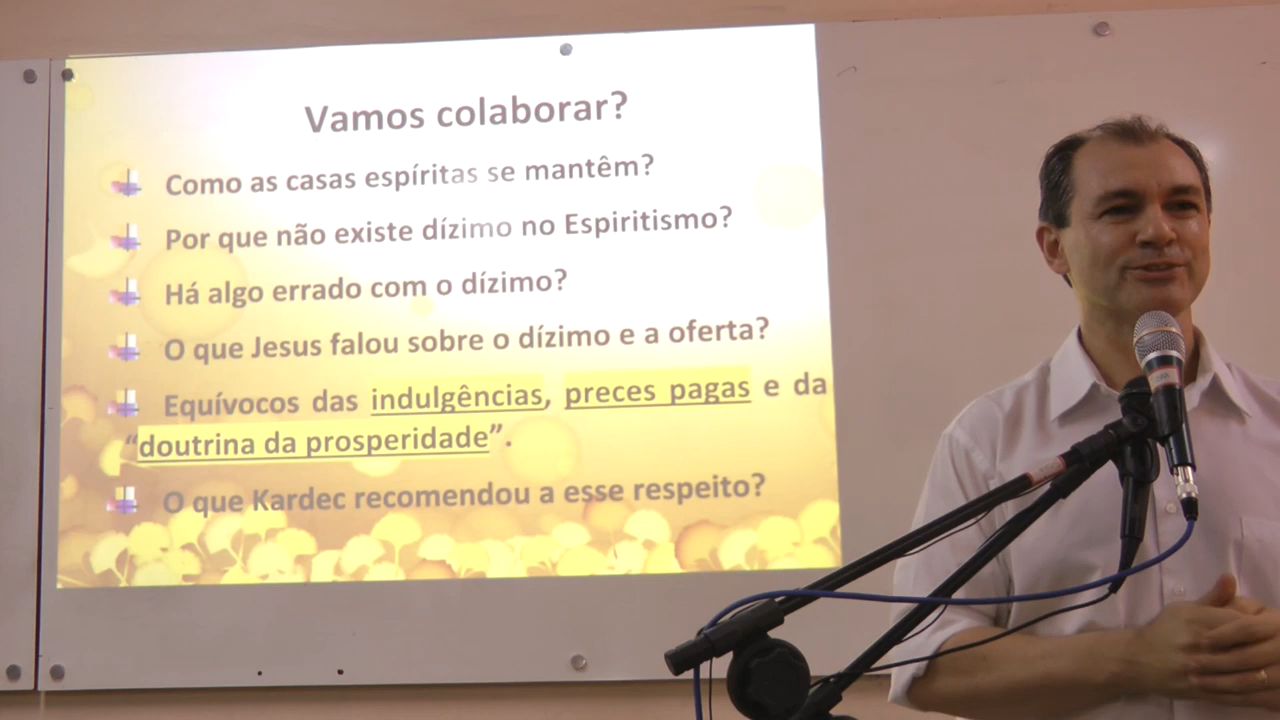 Vamos colaborar?
Como as casas espíritas se mantêm?
Por que não existe dízimo no Espiritismo?
Há algo errado com o dízimo?
O que Jesus falou sobre o dízimo e a oferta?
Equívocos das indulgências, preces pagas e da
“doutrina da prosperidade”.
O que Kardec recomendou a esse respeito?